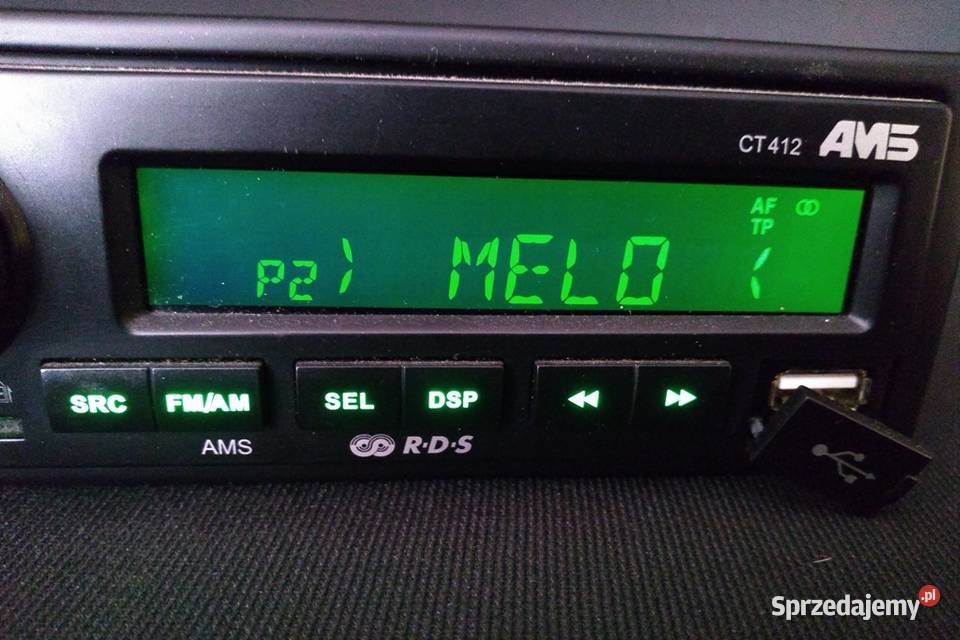 CT412 AMS
AF
TP
P2) MELO (
SRC FM/AM SEL DSP
AMS R·D·S
Sprzedajemy.pl